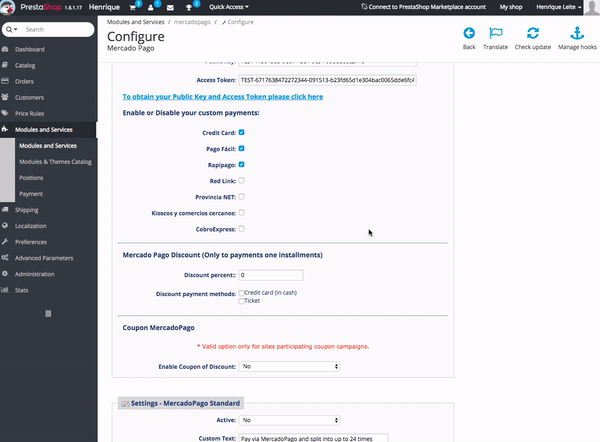 PrestaShop 1.6.1.17 Henrique 5 1 2 Quick Access Connect to PrestaShop Marketplace account My shop Henrique Leite
Search
Modules and Services / mercadopago / Configure
Configure
Mercado Pago
Back
Translate
Check update
Manage hooks
Dashboard
Catalog
Orders
Customers
Price Rules
Modules and Services
Modules and Services
Modules & Themes Catalog
Positions
Payment
Shipping
Localization
Preferences
Advanced Parameters
Administration
Stats
Access Token: TEST-6717638472272344-091513-b23fd65d1e304bac0065dde6fc4
To obtain your Public Key and Access Token please click here
Enable or Disable your custom payments:
Credit Card:
Pago Fácil:
Rapipago:
Red Link:
Provincia NET:
Kioscos y comercios cercanos:
CobroExpress:
Mercado Pago Discount (Only to payments one installments)
Discount percent:: 0
Discount payment methods: Credit card (in cash)
Ticket
Coupon MercadoPago
* Valid option only for sites participating coupon campaigns.
Enable Coupon of Discount: No
Settings - MercadoPago Standard
Active: No
Custom Text: Pay via MercadoPago and split into up to 24 times